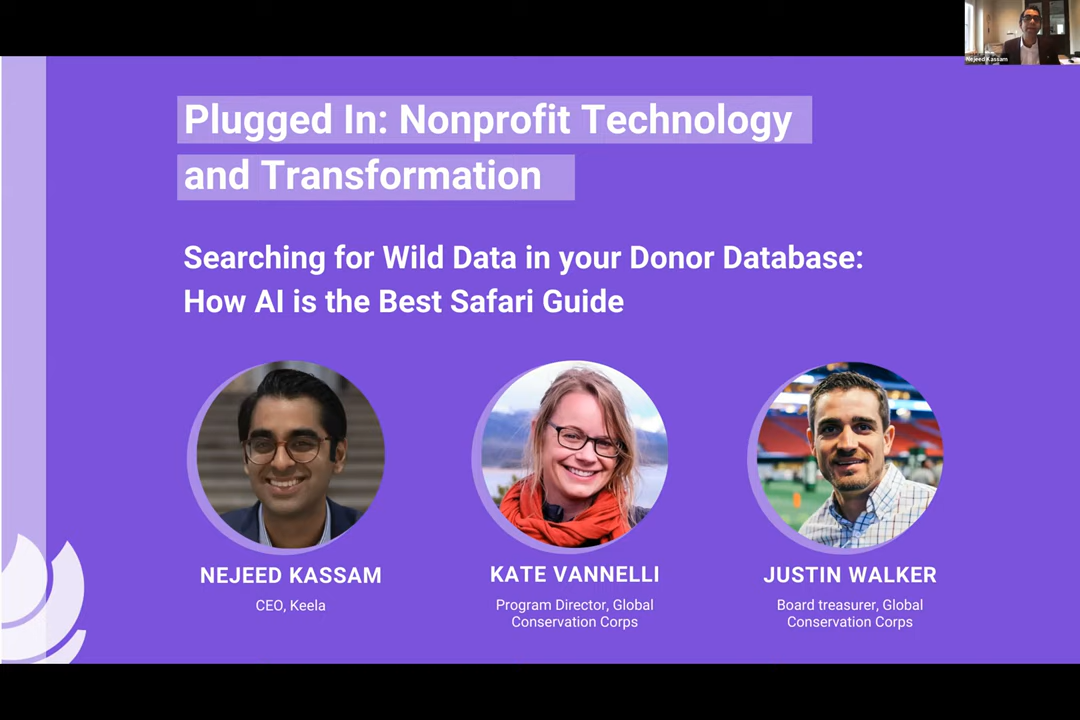 Nejeed Kassam
Plugged In: Nonprofit Technology
and Transformation
Searching for Wild Data in your Donor Database:
How AI is the Best Safari Guide
NEJEED KASSAM
CEO, Keela
KATE VANNELLI
Program Director, Global
Conservation Corps
JUSTIN WALKER
Board treasurer, Global
Conservation Corps